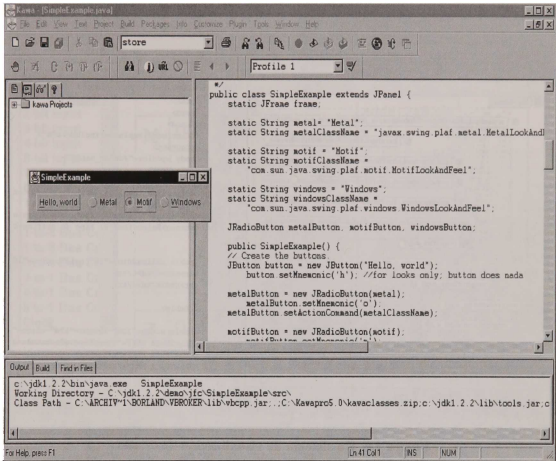 Kawa - [SimpleExample.java]
File Edit View Tree Project Build Packages Info Customize Plugin Tools Window Help
store
Profile 1
kawa Projects
*/
public class SimpleExample extends JPanel {
static JFrame frame;
static String metal= "Metal";
static String metalClassName = "javax.swing.plaf.metal.MetalLookAndF
static String motif = "Motif";
static String motifClassName =
"com.sun.java.swing.plaf.motif.MotifLookAndFeel";
static String windows = "Windows";
static String windowsClassName =
"com.sun.java.swing.plaf.windows.WindowsLookAndFeel";
JRadioButton metalButton, motifButton, windowsButton;
public SimpleExample() {
// Create the buttons.
JButton button = new JButton("Hello, world");
button.setMnemonic('h'); //for looks only; button does nada
metalButton = new JRadioButton(metal);
metalButton.setMnemonic('o');
metalButton.setActionCommand(metalClassName);
motifButton = new JRadioButton(motif);
SimpleExample
Hello, world Metal Motif Windows
Output Build Find in Files
c:\jdk1.2.2\bin\java.exe SimpleExample
Working Directory - C:\jdk1.2.2\demo\jfc\SimpleExample\src\
Class Path - C:\ARCHIV~1\BORLAND\VBROKER\lib\vbcpp.jar;.;C:\Kawapro5.0\kawaclasses.zip;c:\jdk1.2.2\lib\tools.jar;c
For Help, press F1
Ln 41 Col 1 INS NUM